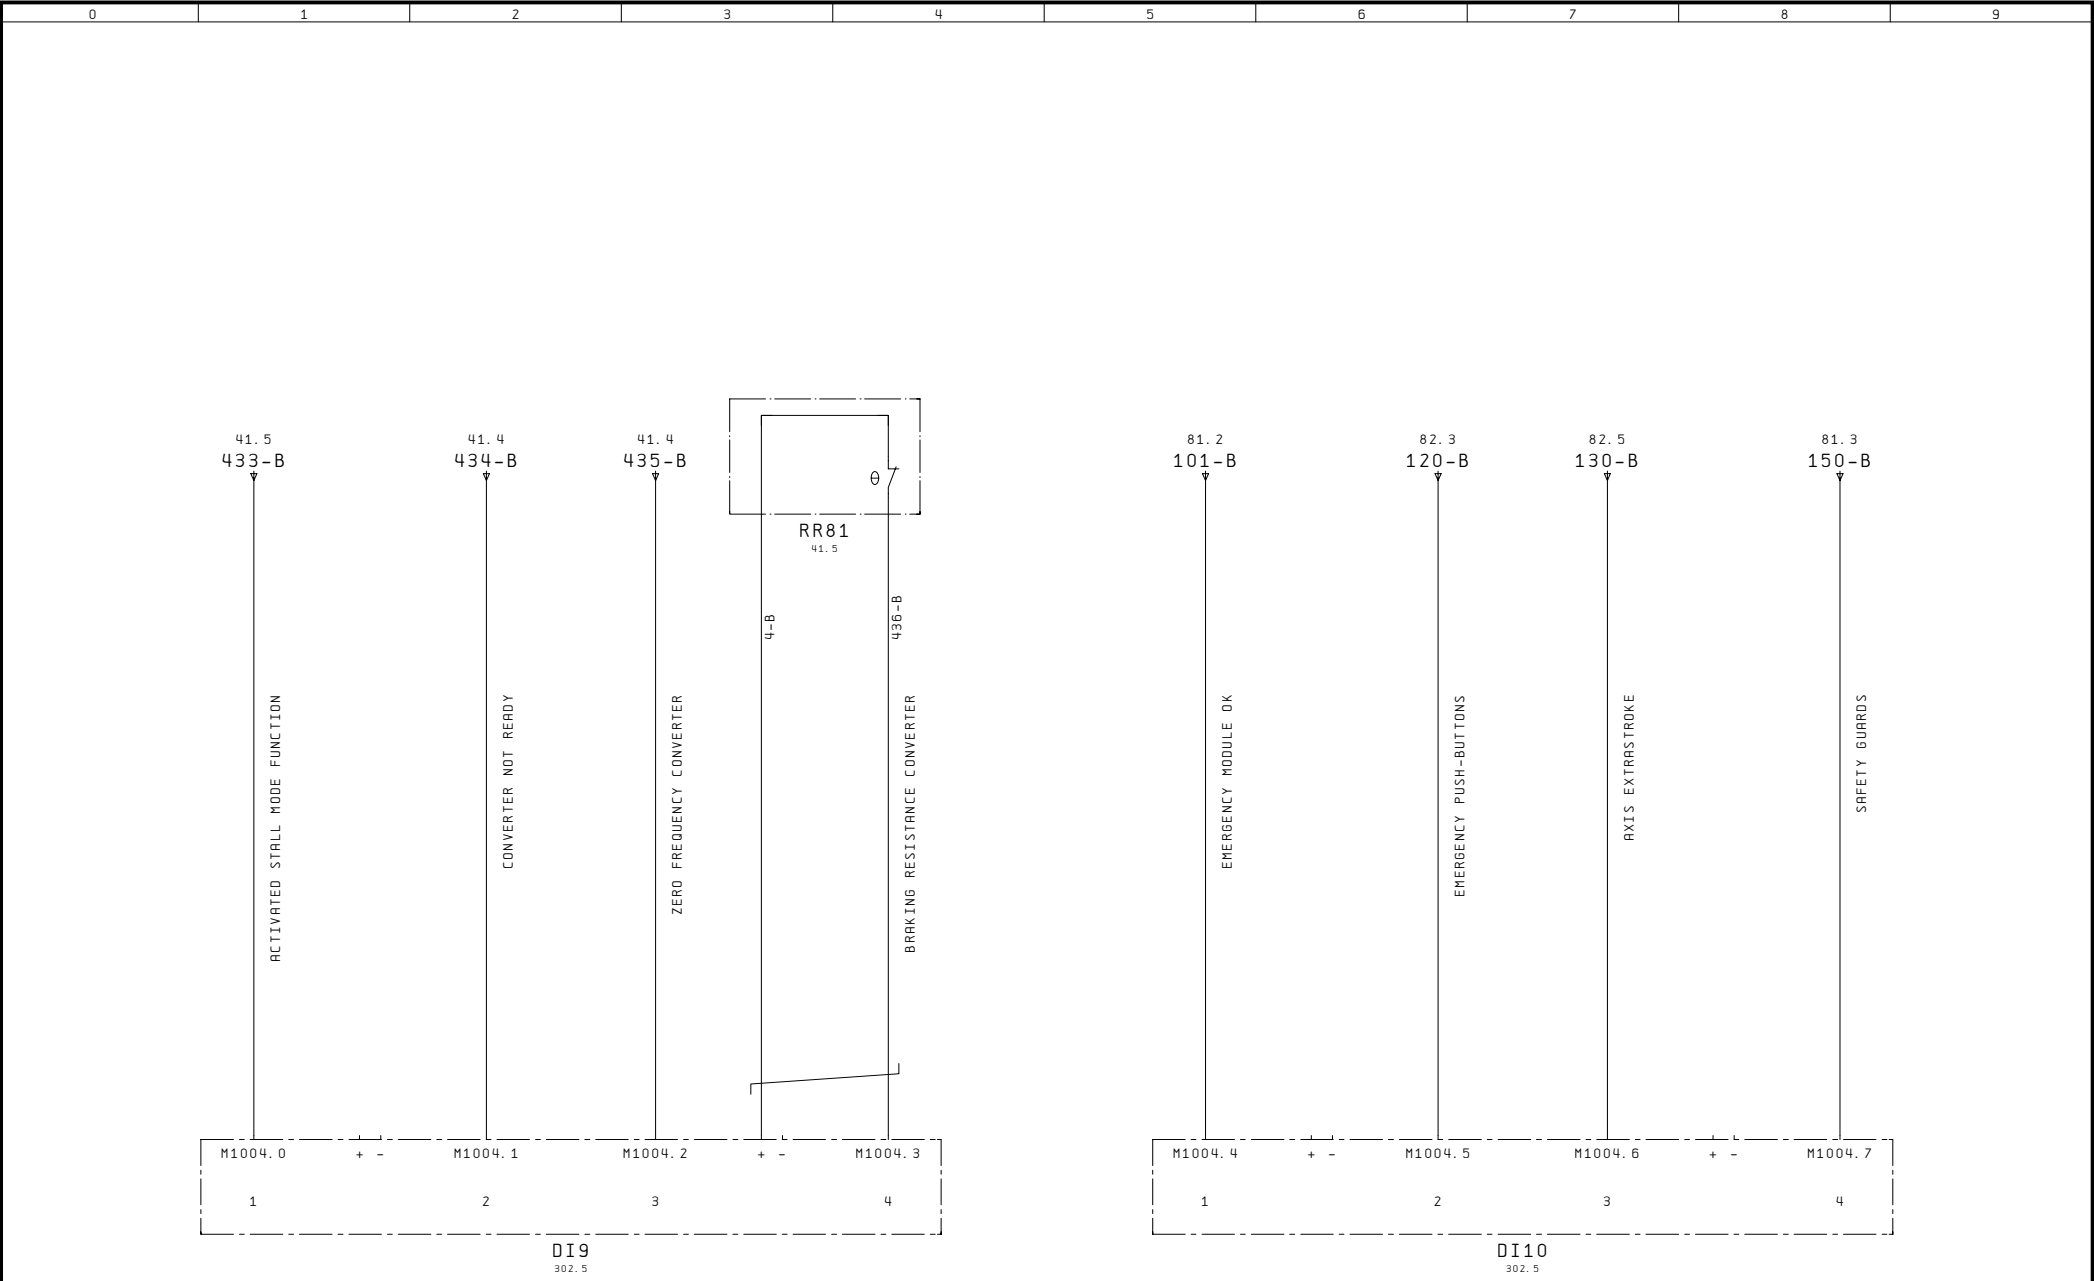 0 1 2 3 4 5 6 7 8 9
41.5 41.4 41.4 81.2 82.3 82.5 81.3
433-B 434-B 435-B 101-B 120-B 130-B 150-B
θ
RR81
41.5
4-B
436-B
ACTIVATED STALL MODE FUNCTION
CONVERTER NOT READY
ZERO FREQUENCY CONVERTER
BRAKING RESISTANCE CONVERTER
EMERGENCY MODULE OK
EMERGENCY PUSH-BUTTONS
AXIS EXTRASTROKE
SAFETY GUARDS
M1004.0 + - M1004.1 M1004.2 + - M1004.3 M1004.4 + - M1004.5 M1004.6 + - M1004.7
1 2 3 4 1 2 3 4
DI9 DI10
302.5 302.5